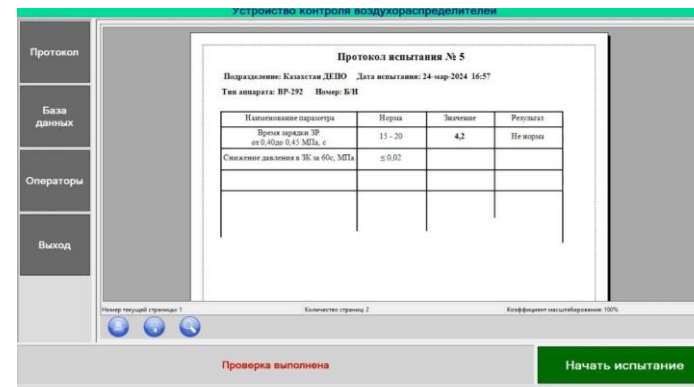 Устройство контроля воздухораспределителей
Протокол
База
данных
Операторы
Выход
Протокол испытания № 5
Подразделение: Казахстан ДЕПО Дата испытания: 24-мар-2024 16:57
Тип аппарата: ВР-292 Номер: Б/Н
Наименование параметра Норма Значение Результат
Время зарядки ЗР
от 0,40до 0,45 МПа, с 15 - 20 4,2 Не норма
Снижение давления в ЗК за 60с, МПа ≤ 0,02
Номер текущей страницы: 1 Количество страниц: 2 Коэффициент масштабирования: 100%
Проверка выполнена
Начать испытание